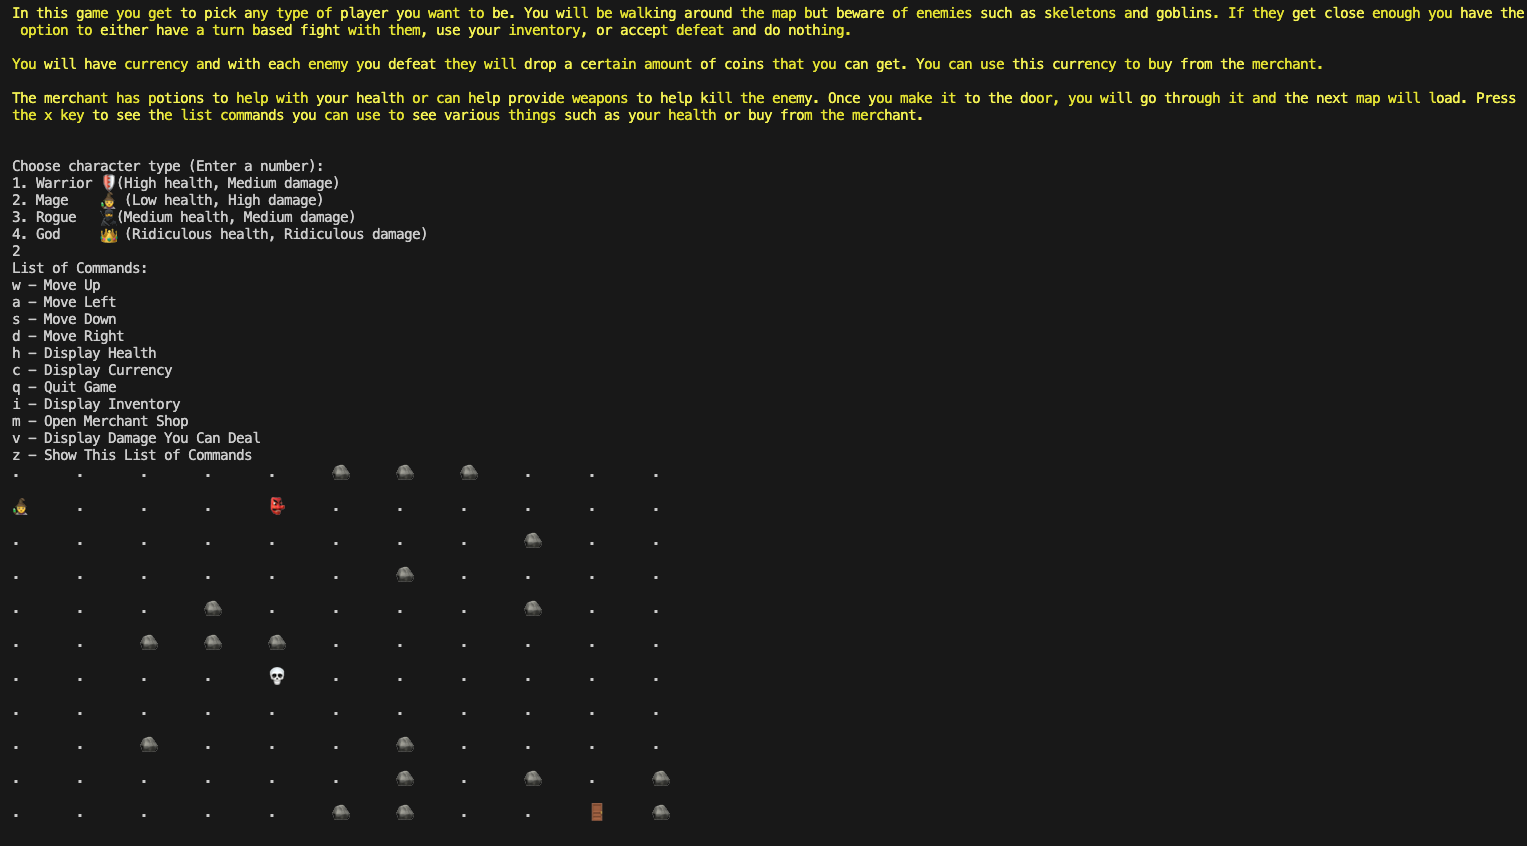 In this game you get to pick any type of player you want to be. You will be walking around the map but beware of enemies such as skeletons and goblins. If they get close enough you have the
option to either have a turn based fight with them, use your inventory, or accept defeat and do nothing.
You will have currency and with each enemy you defeat they will drop a certain amount of coins that you can get. You can use this currency to buy from the merchant.
The merchant has potions to help with your health or can help provide weapons to help kill the enemy. Once you make it to the door, you will go through it and the next map will load. Press
the x key to see the list commands you can use to see various things such as your health or buy from the merchant.
Choose character type (Enter a number):
1. Warrior (High health, Medium damage)
2. Mage (Low health, High damage)
3. Rogue (Medium health, Medium damage)
4. God (Ridiculous health, Ridiculous damage)
2
List of Commands:
w – Move Up
a – Move Left
s – Move Down
d – Move Right
h – Display Health
c – Display Currency
q – Quit Game
i – Display Inventory
m – Open Merchant Shop
v – Display Damage You Can Deal
z – Show This List of Commands
. . . . . . . .
. . . . . . . . .
. . . . . . . . . .
. . . . . . . . . .
. . . . . . . . .
. . . . . . . .
. . . . . . . . . .
. . . . . . . . . . .
. . . . . . . . .
. . . . . . . .
. . . . . . .